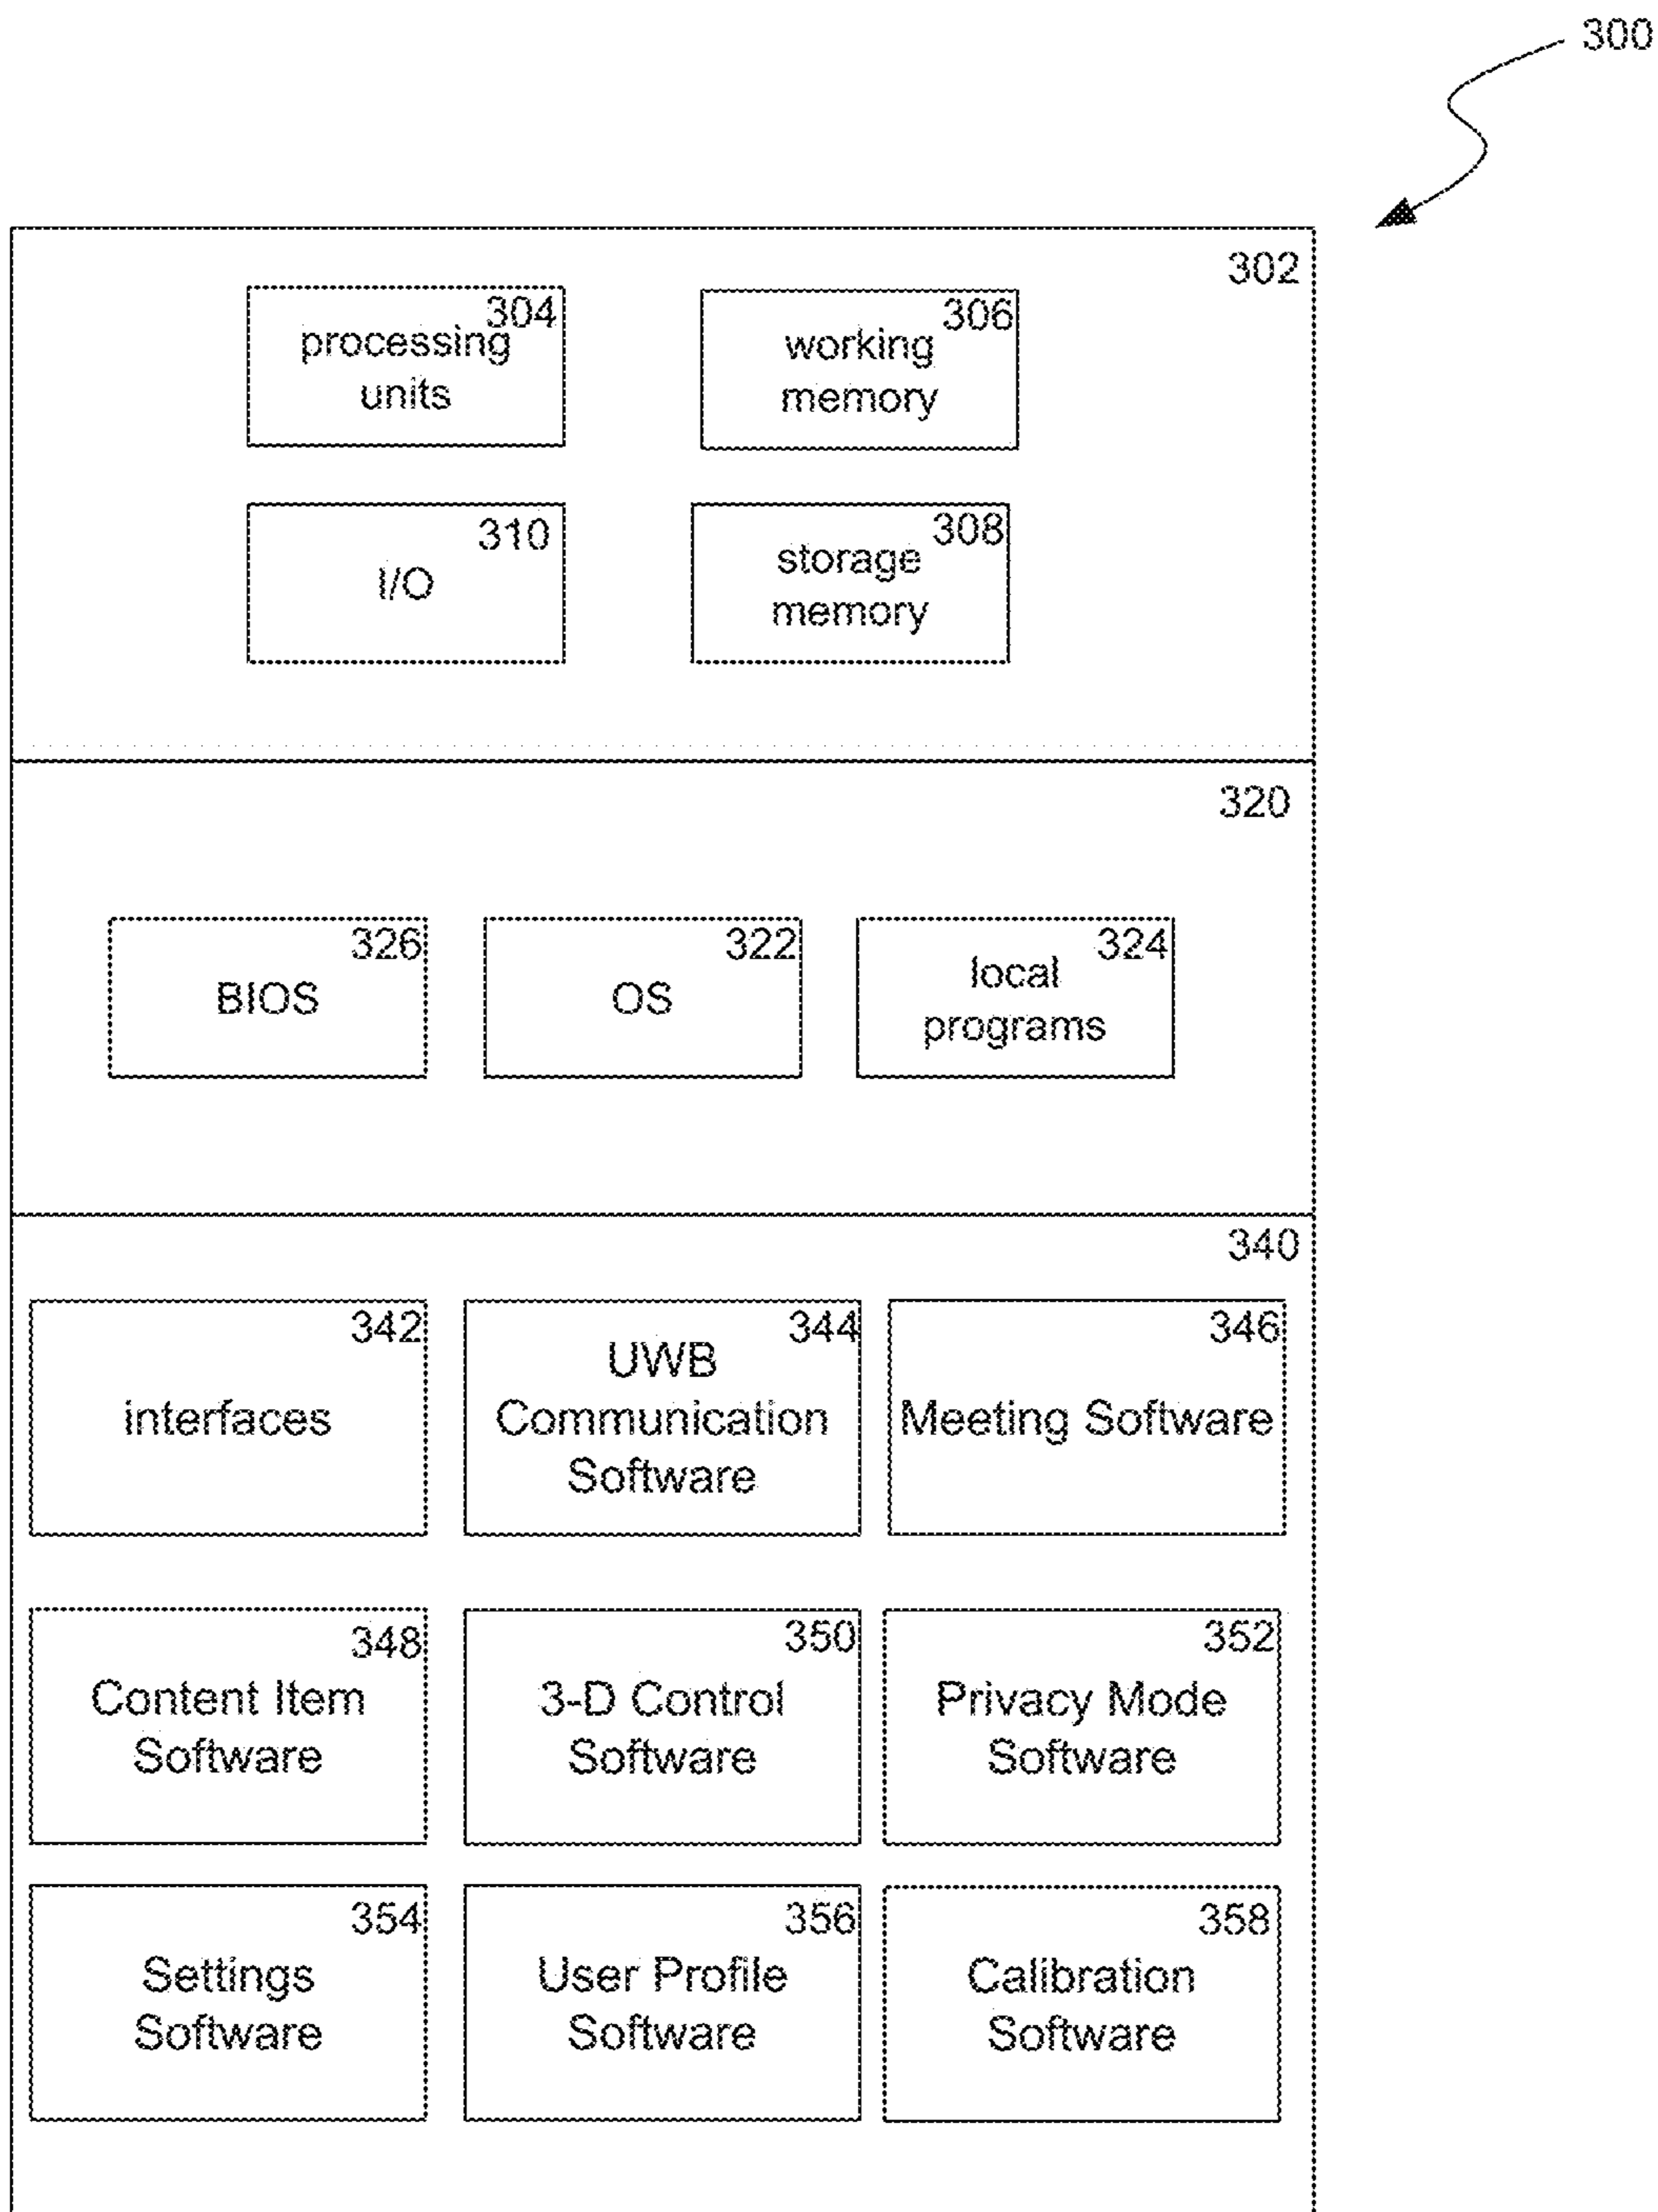 300
302
304
processing
units
306
working
memory
310
I/O
308
storage
memory
320
326
BIOS
322
OS
324
local
programs
340
342
interfaces
344
UWB
Communication
Software
346
Meeting Software
348
Content Item
Software
350
3-D Control
Software
352
Privacy Mode
Software
354
Settings
Software
356
User Profile
Software
358
Calibration
Software